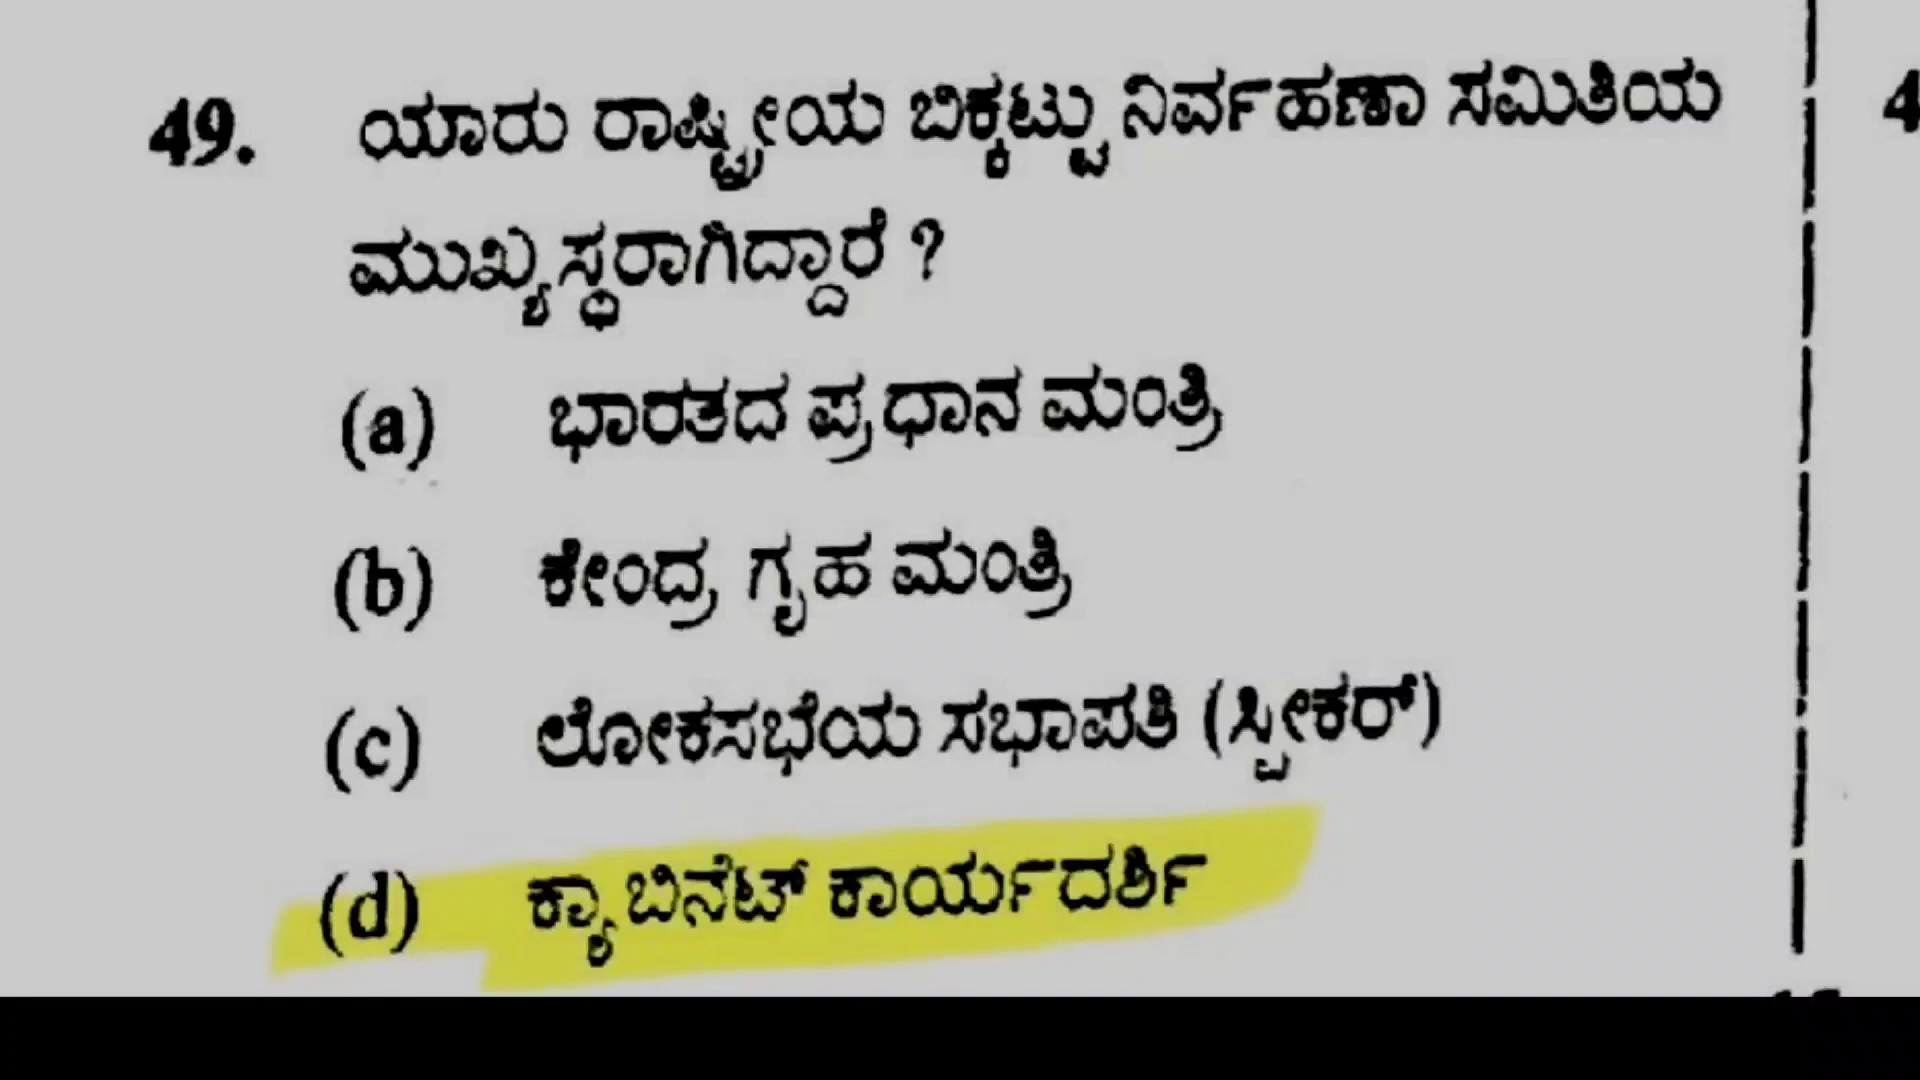 49. ಯಾರು ರಾಷ್ಟ್ರೀಯ ಬಿಕ್ಕಟ್ಟು ನಿರ್ವಹಣಾ ಸಮಿತಿಯ
ಮುಖ್ಯಸ್ಥರಾಗಿದ್ದಾರೆ ?
(a) ಭಾರತದ ಪ್ರಧಾನ ಮಂತ್ರಿ
(b) ಕೇಂದ್ರ ಗೃಹ ಮಂತ್ರಿ
(c) ಲೋಕಸಭೆಯ ಸಭಾಪತಿ (ಸ್ಪೀಕರ್)
(d) ಕ್ಯಾಬಿನೆಟ್ ಕಾರ್ಯದರ್ಶಿ